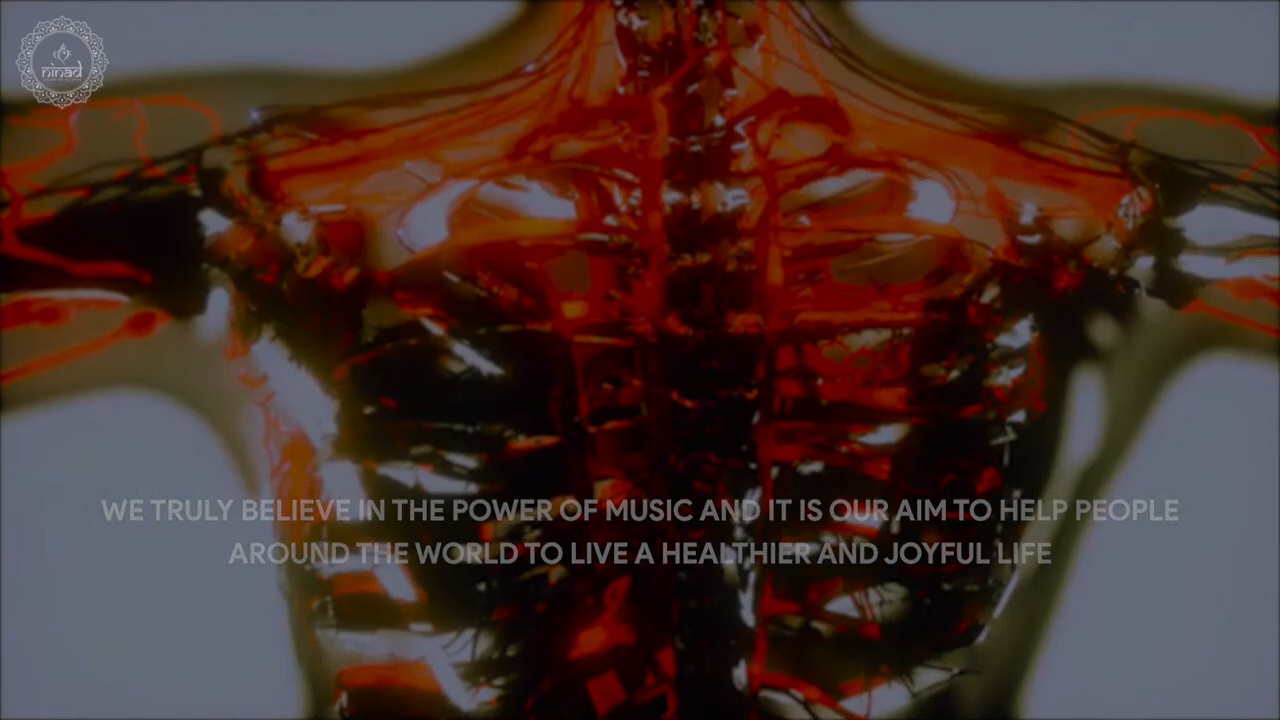 ninad
WE TRULY BELIEVE IN THE POWER OF MUSIC AND IT IS OUR AIM TO HELP PEOPLE
AROUND THE WORLD TO LIVE A HEALTHIER AND JOYFUL LIFE